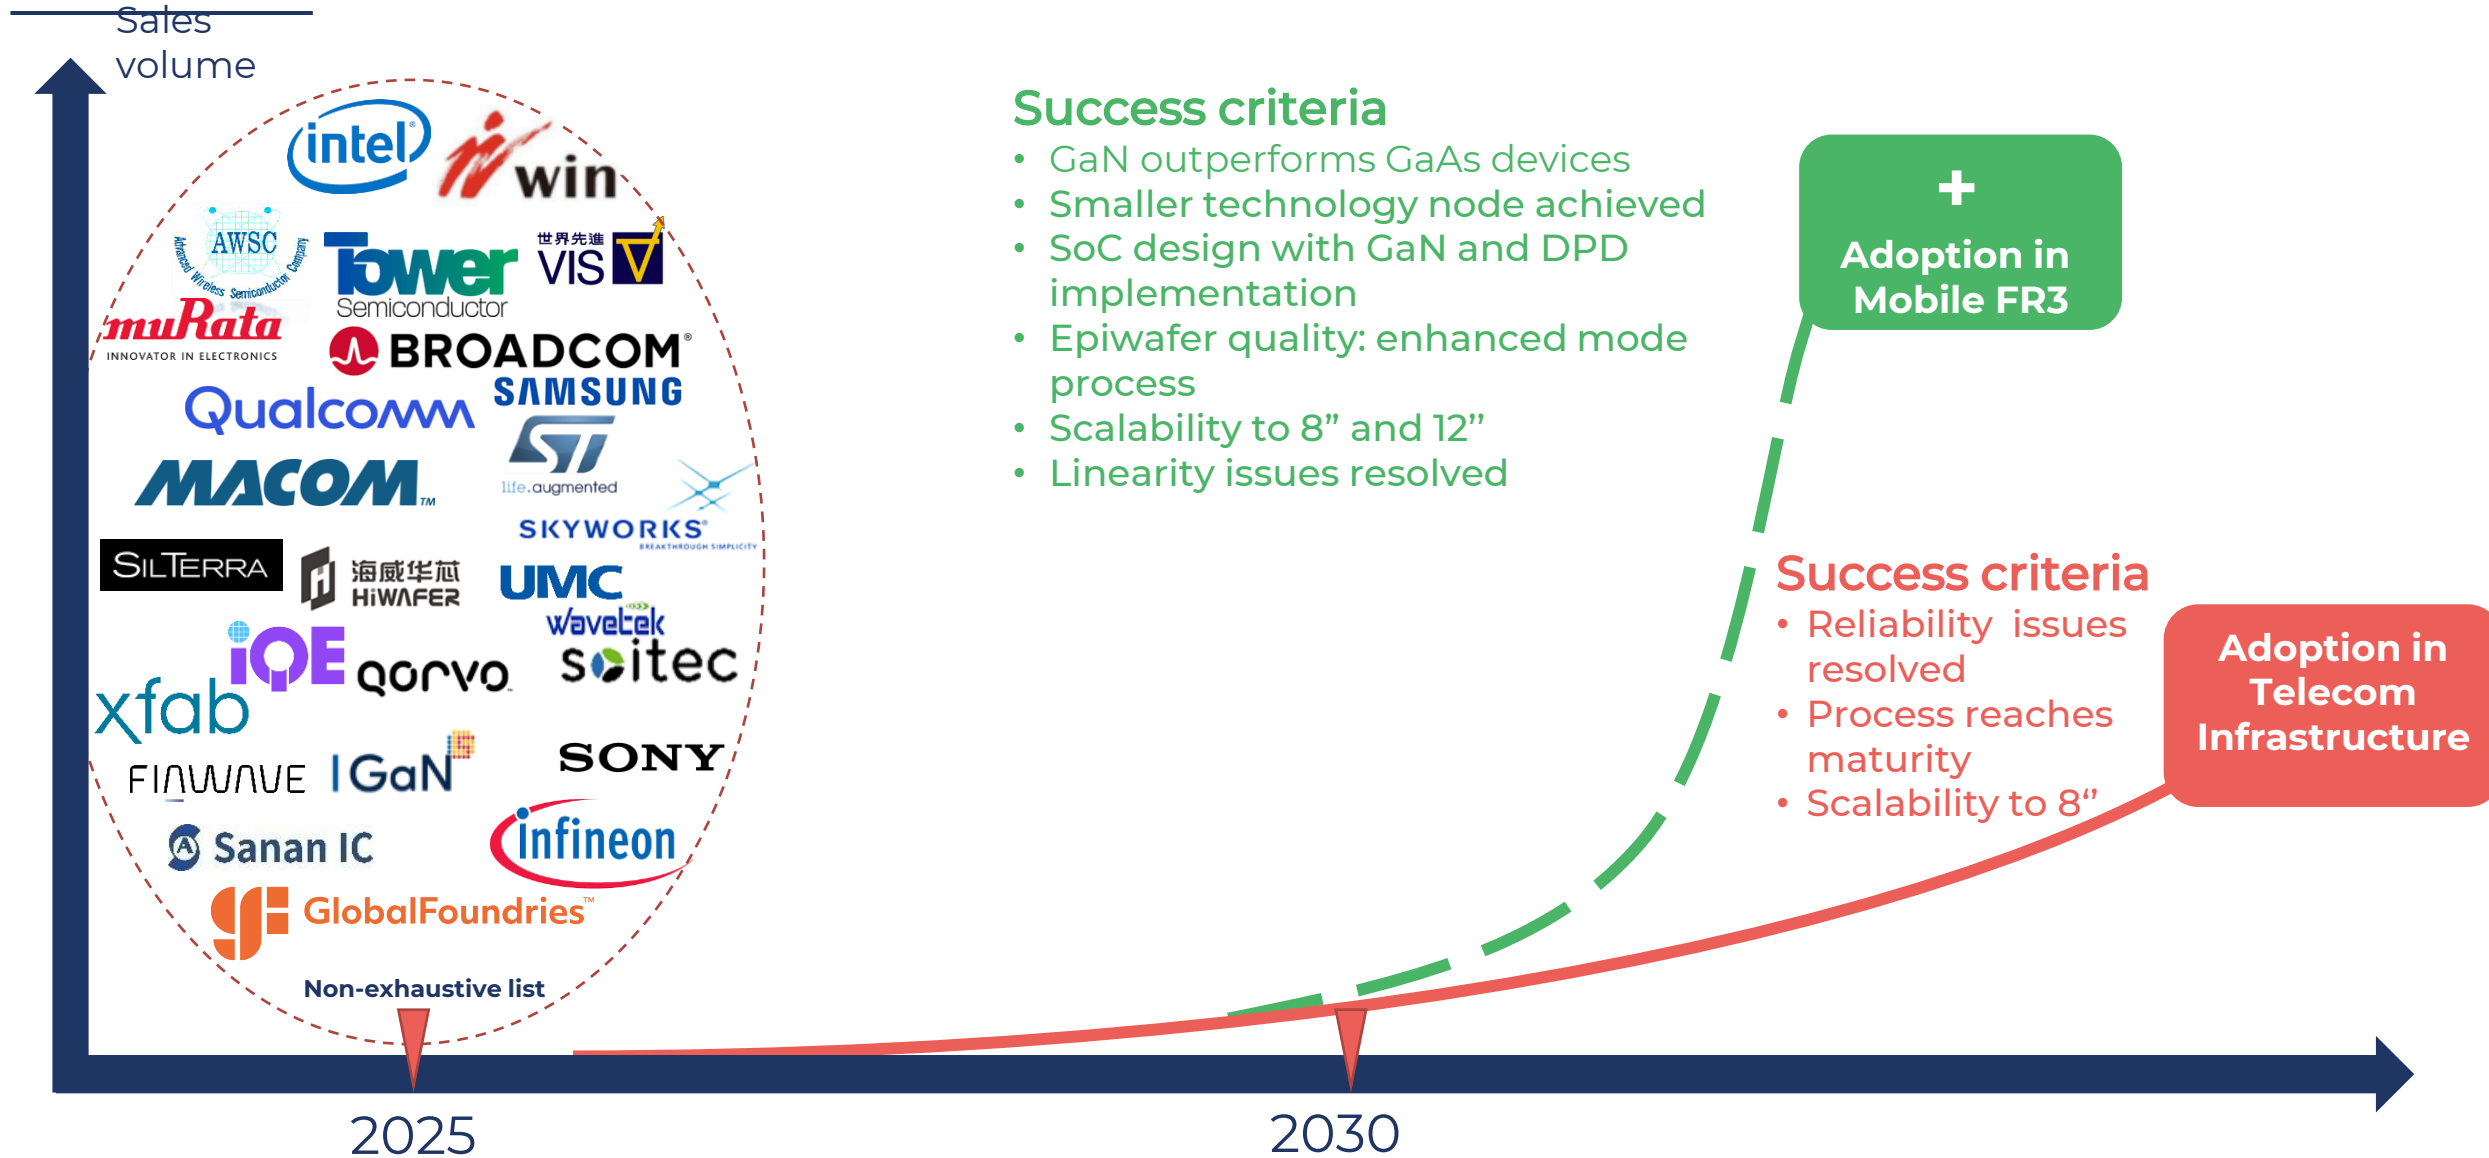 Sales
volume
intel®
win
AWSC
Advanced Wireless Semiconductor Company
Tower
Semiconductor
世界先進
VIS
muRata
INNOVATOR IN ELECTRONICS
BROADCOM®
SAMSUNG
Qualcomm
ST
life.augmented
MACOM™
SKYWORKS®
BREAKTHROUGH SIMPLICITY
SILTERRA
海威华芯
HiWAFER
UMC
wavetek
iQE
QORVO
soitec
xfab
FINWAVE
IGaN
SONY
Sanan IC
infineon
GlobalFoundries™
Non-exhaustive list
Success criteria
• GaN outperforms GaAs devices
• Smaller technology node achieved
• SoC design with GaN and DPD
implementation
• Epiwafer quality: enhanced mode
process
• Scalability to 8” and 12’’
• Linearity issues resolved
+
Adoption in
Mobile FR3
Success criteria
• Reliability issues
resolved
• Process reaches
maturity
• Scalability to 8‘’
Adoption in
Telecom
Infrastructure
2025
2030